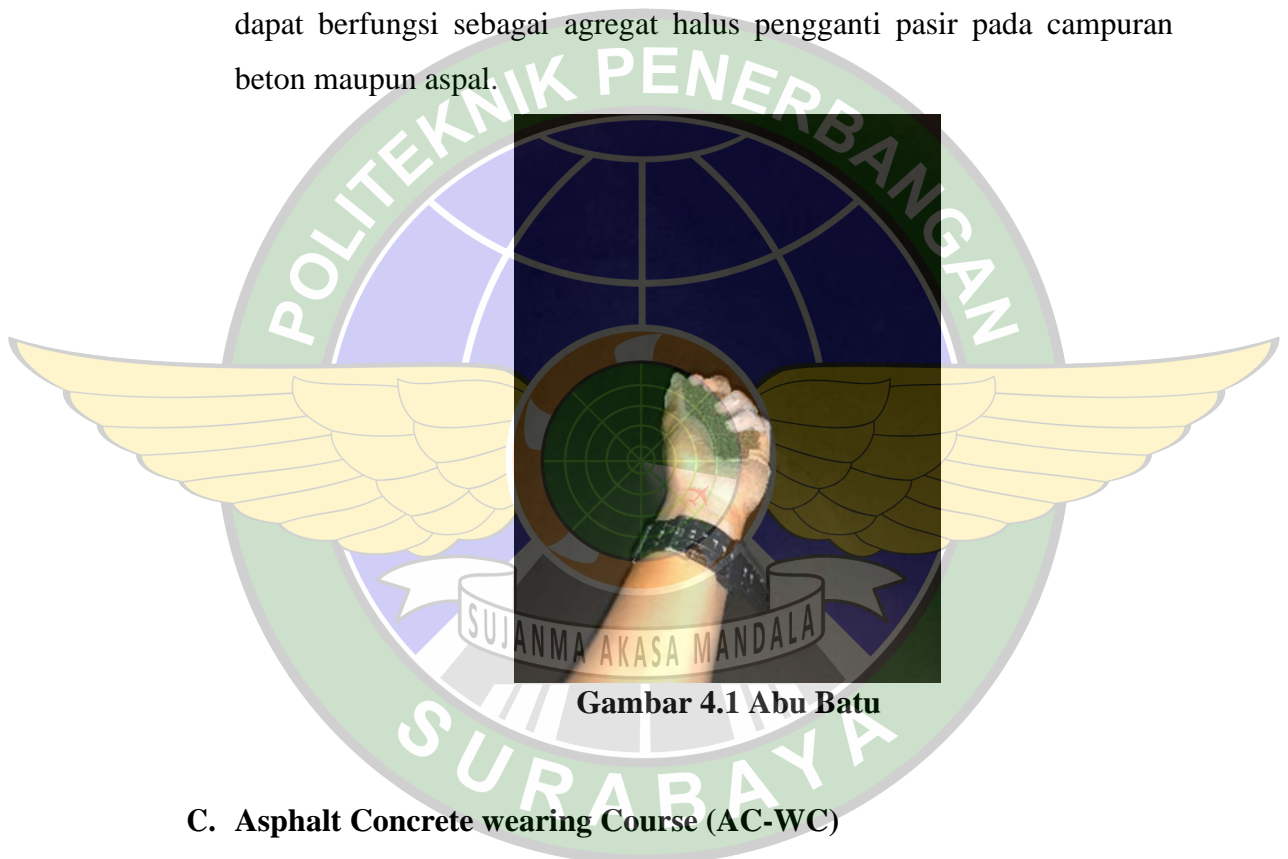 dapat berfungsi sebagai agregat halus pengganti pasir pada campuran
beton maupun aspal.
POLITEKNIK PENERBANGAN
SUJANMA AKASA MANDALA
Gambar 4.1 Abu Batu
SURABAYA
C. Asphalt Concrete wearing Course (AC-WC)